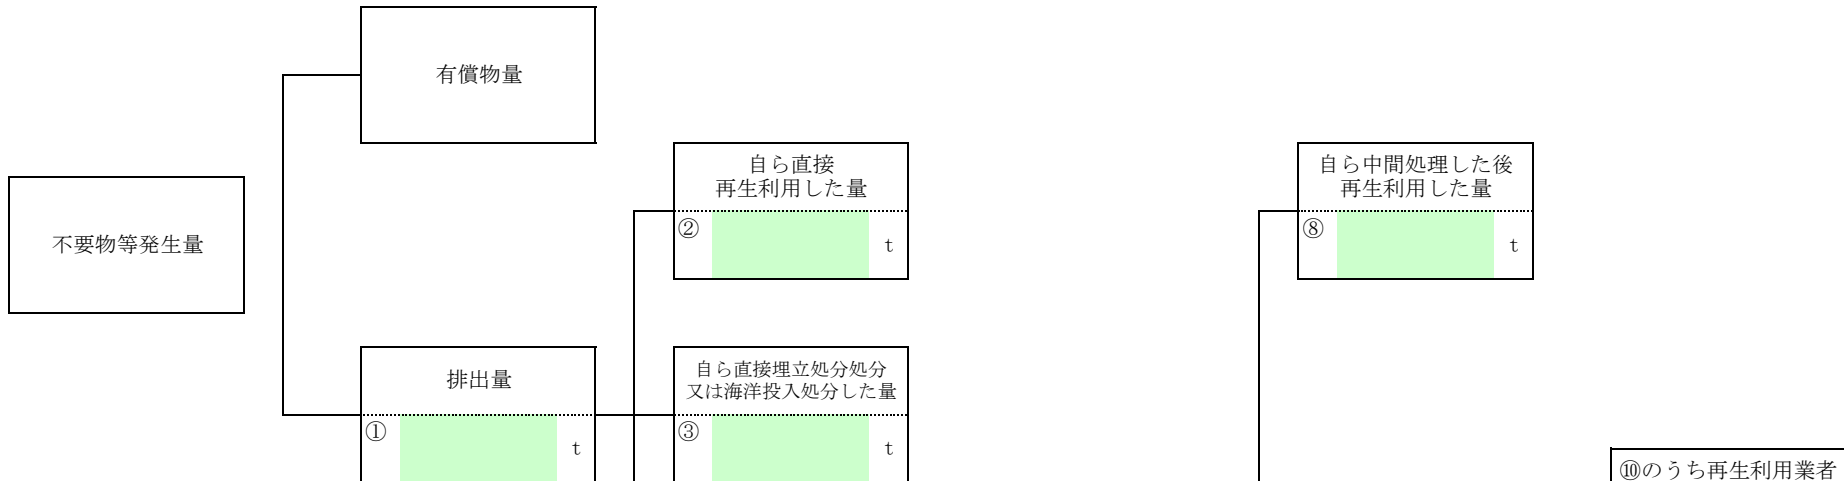 有償物量
自ら直接
再生利用した量
② t
自ら中間処理した後
再生利用した量
⑧ t
不要物等発生量
排出量
① t
自ら直接埋立処分処分
又は海洋投入処分した量
③ t
⑩のうち再生利用業者